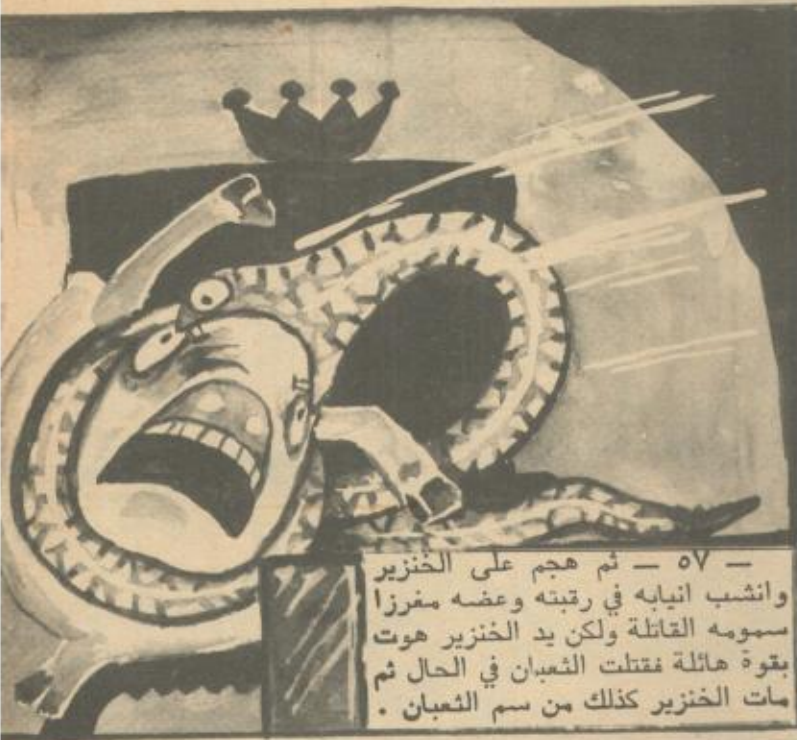 — ٥٧ — ثم هجم على الخنزير
وانشب انيابه في رقبته وعضه مفرزا
سمومه القاتلة ولكن يد الخنزير هوت
بقوة هائلة فقتلت الثعبان في الحال ثم
مات الخنزير كذلك من سم الثعبان .